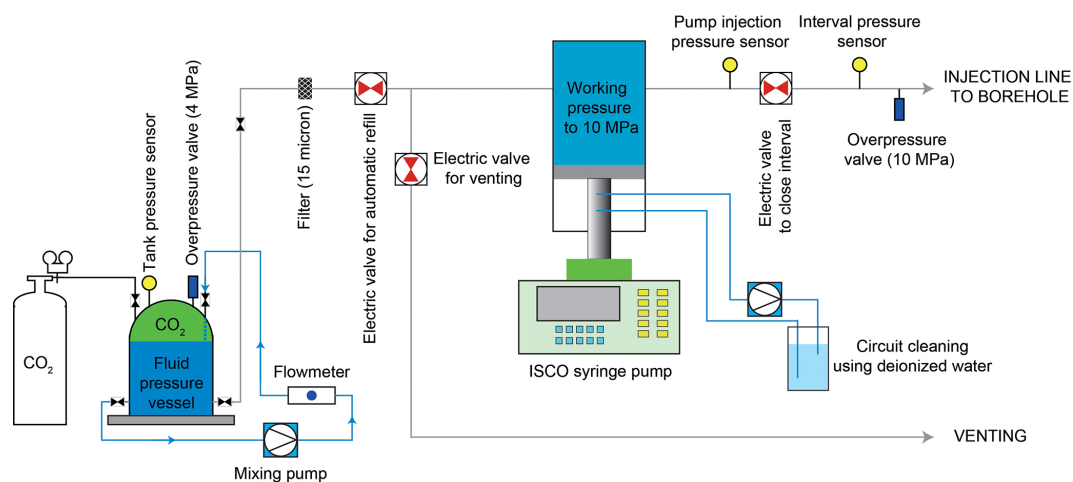 Pump injection
pressure sensor
Interval pressure
sensor
INJECTION LINE
TO BOREHOLE
Working
pressure
to 10 MPa
Overpressure
valve (10 MPa)
Electric valve
to close interval
Electric valve
for venting
Electric valve for automatic refill
Filter (15 micron)
Overpressure valve (4 MPa)
Tank pressure sensor
CO2
CO2
Fluid
pressure
vessel
Flowmeter
Mixing pump
ISCO syringe pump
Circuit cleaning
using deionized water
VENTING